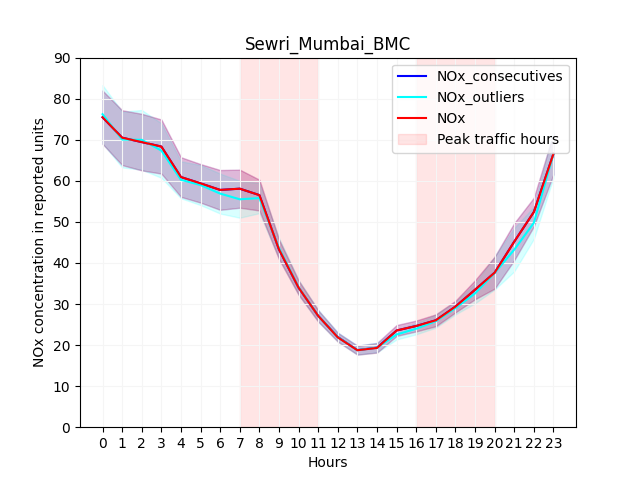 Sewri_Mumbai_BMC
NOx concentration in reported units
90
80
70
60
50
40
30
20
10
0
NOx_consecutives
NOx_outliers
NOx
Peak traffic hours
0 1 2 3 4 5 6 7 8 9 10 11 12 13 14 15 16 17 18 19 20 21 22 23
Hours